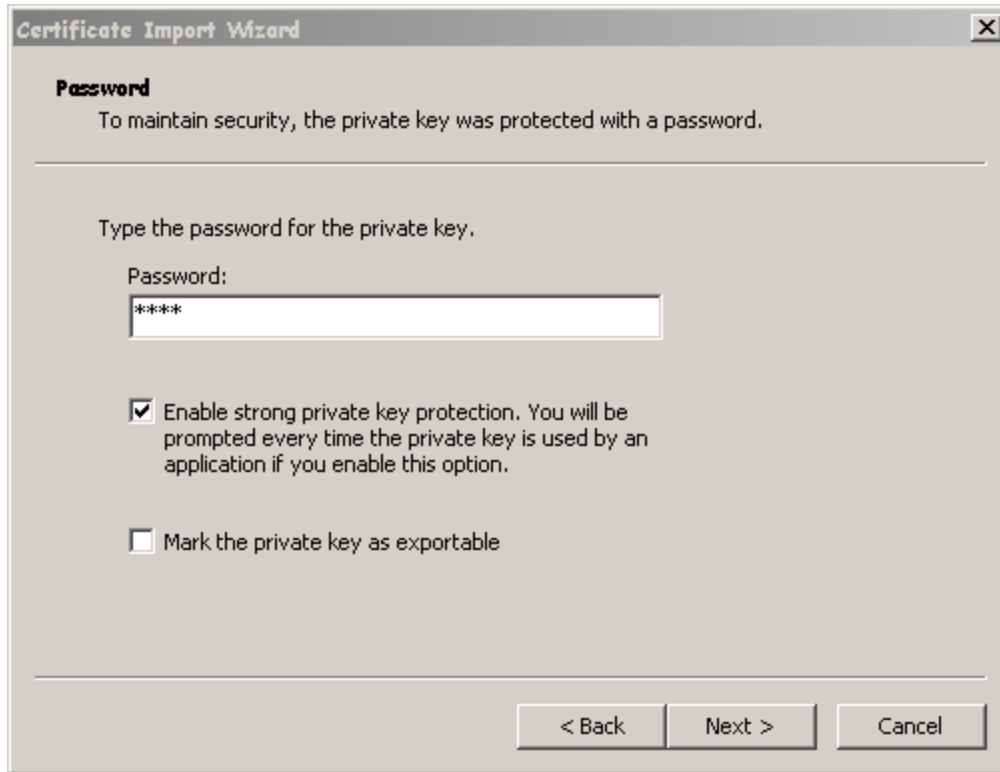 Certificate Import Wizard
Password
To maintain security, the private key was protected with a password.
Type the password for the private key.
Password:
****
Enable strong private key protection. You will be
prompted every time the private key is used by an
application if you enable this option.
Mark the private key as exportable
< Back Next > Cancel